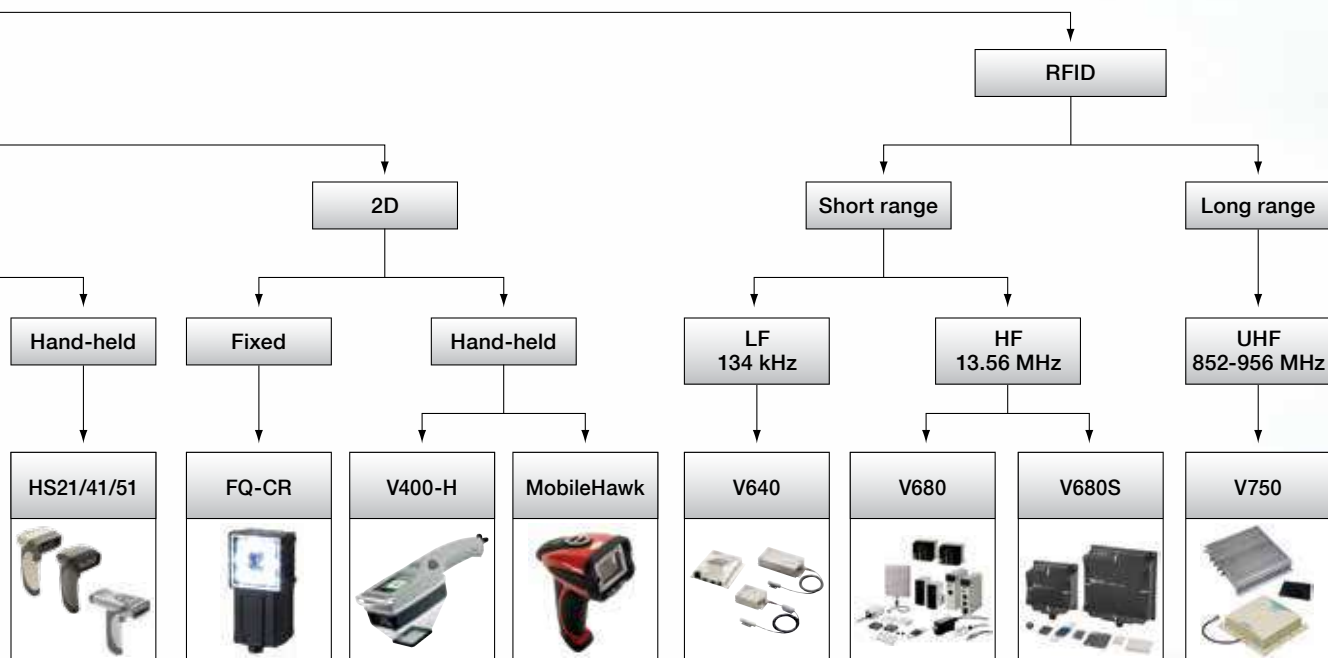 RFID
2D
Short range
Long range
Hand-held
Fixed
Hand-held
LF
134 kHz
HF
13.56 MHz
UHF
852-956 MHz
HS21/41/51
FQ-CR
V400-H
MobileHawk
V640
V680
V680S
V750